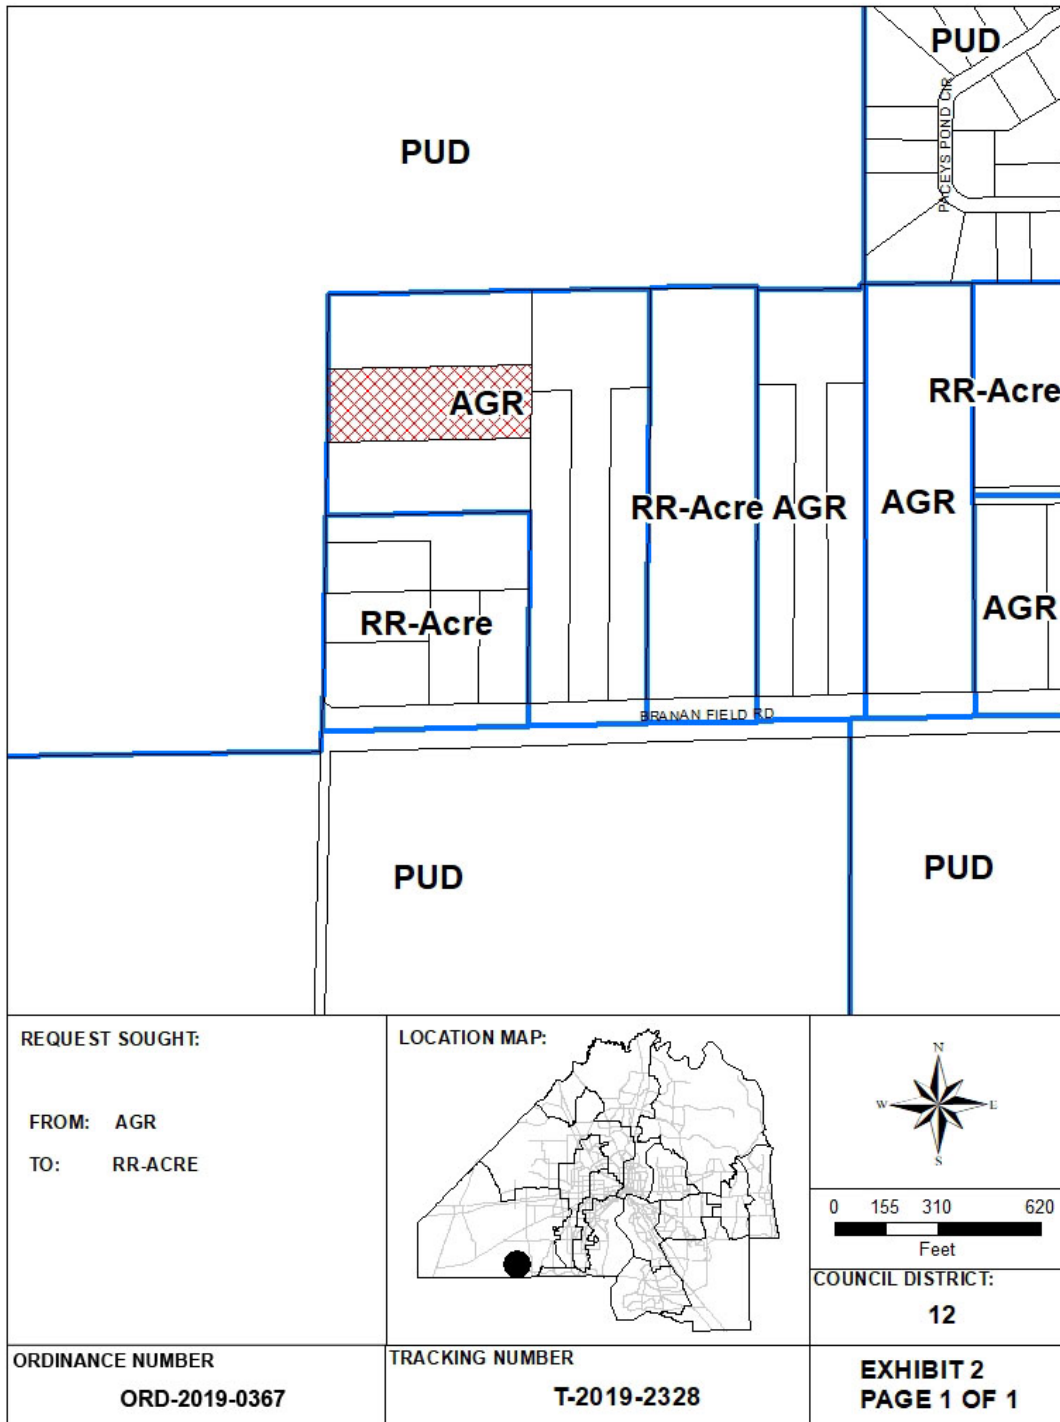 PUD
PUD
PACEYS POND CIR
AGR
RR-Acre
RR-Acre
AGR
AGR
AGR
RR-Acre
BRANAN FIELD RD
PUD
PUD
REQUEST SOUGHT:
FROM: AGR
TO: RR-ACRE
LOCATION MAP:
N
W
E
S
0 155 310 620
Feet
COUNCIL DISTRICT:
12
ORDINANCE NUMBER
ORD-2019-0367
TRACKING NUMBER
T-2019-2328
EXHIBIT 2
PAGE 1 OF 1